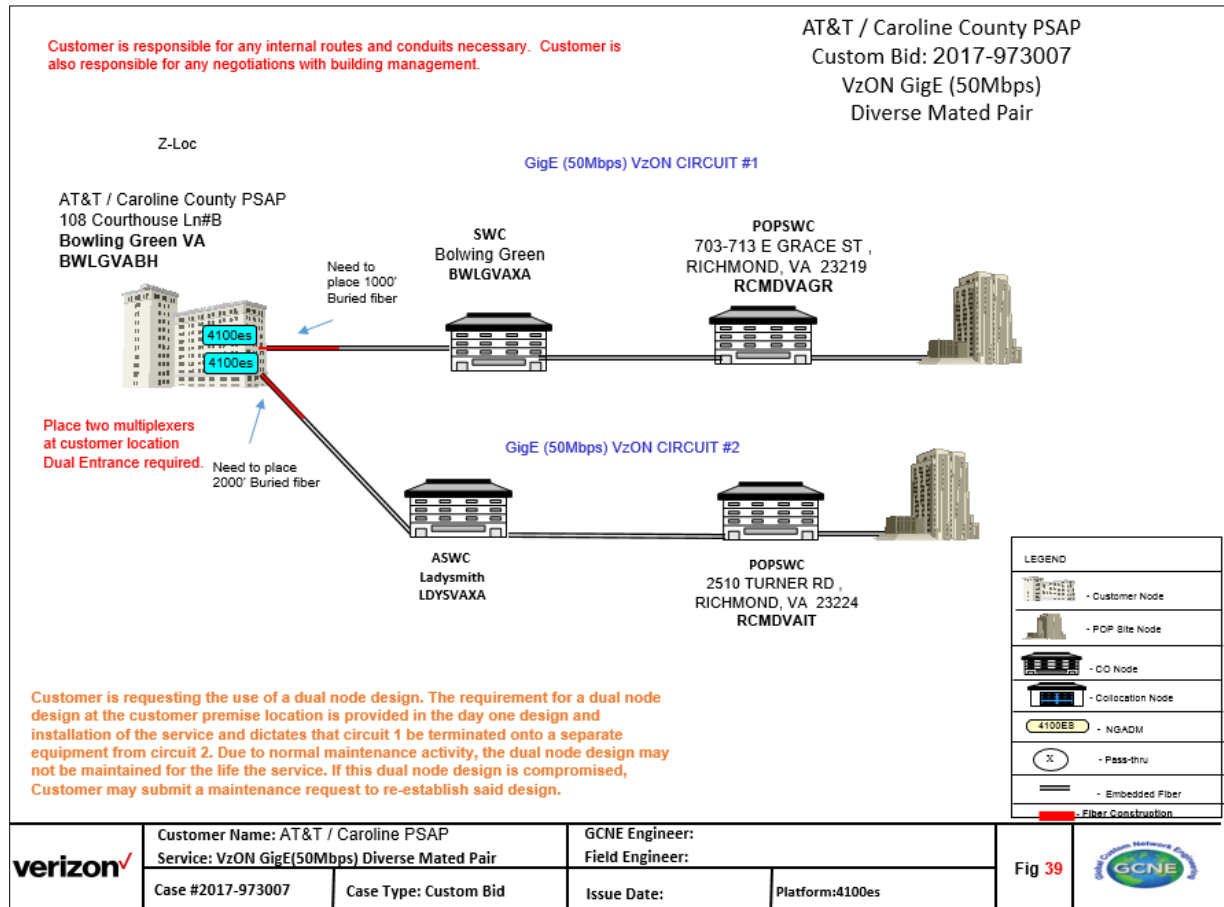 Customer is responsible for any internal routes and conduits necessary. Customer is
also responsible for any negotiations with building management.
AT&T / Caroline County PSAP
Custom Bid: 2017-973007
VzON GigE (50Mbps)
Diverse Mated Pair
Z-Loc
GigE (50Mbps) VzON CIRCUIT #1
AT&T / Caroline County PSAP
108 Courthouse Ln#B
Bowling Green VA
BWLGVABH
Need to
place 1000'
Buried fiber
SWC
Bolwing Green
BWLGVAXA
POPSWC
703-713 E GRACE ST ,
RICHMOND, VA 23219
RCMDVAGR
4100es
4100es
Place two multiplexers
at customer location
Dual Entrance required.
Need to place
2000' Buried fiber
GigE (50Mbps) VzON CIRCUIT #2
ASWC
Ladysmith
LDYSVAXA
POPSWC
2510 TURNER RD ,
RICHMOND, VA 23224
RCMDVAIT
LEGEND
- Customer Node
- POP Site Node
- CO Node
- Collocation Node
4100ES - NGADM
X - Pass-thru
- Embedded Fiber
- Fiber Construction
Customer is requesting the use of a dual node design. The requirement for a dual node
design at the customer premise location is provided in the day one design and
installation of the service and dictates that circuit 1 be terminated onto a separate
equipment from circuit 2. Due to normal maintenance activity, the dual node design may
not be maintained for the life the service. If this dual node design is compromised,
Customer may submit a maintenance request to re-establish said design.
verizon
Customer Name: AT&T / Caroline PSAP
Service: VzON GigE(50Mbps) Diverse Mated Pair
Case #2017-973007
Case Type: Custom Bid
GCNE Engineer:
Field Engineer:
Issue Date:
Platform:4100es
Fig 39
Global Custom Network Engineering
GCNE